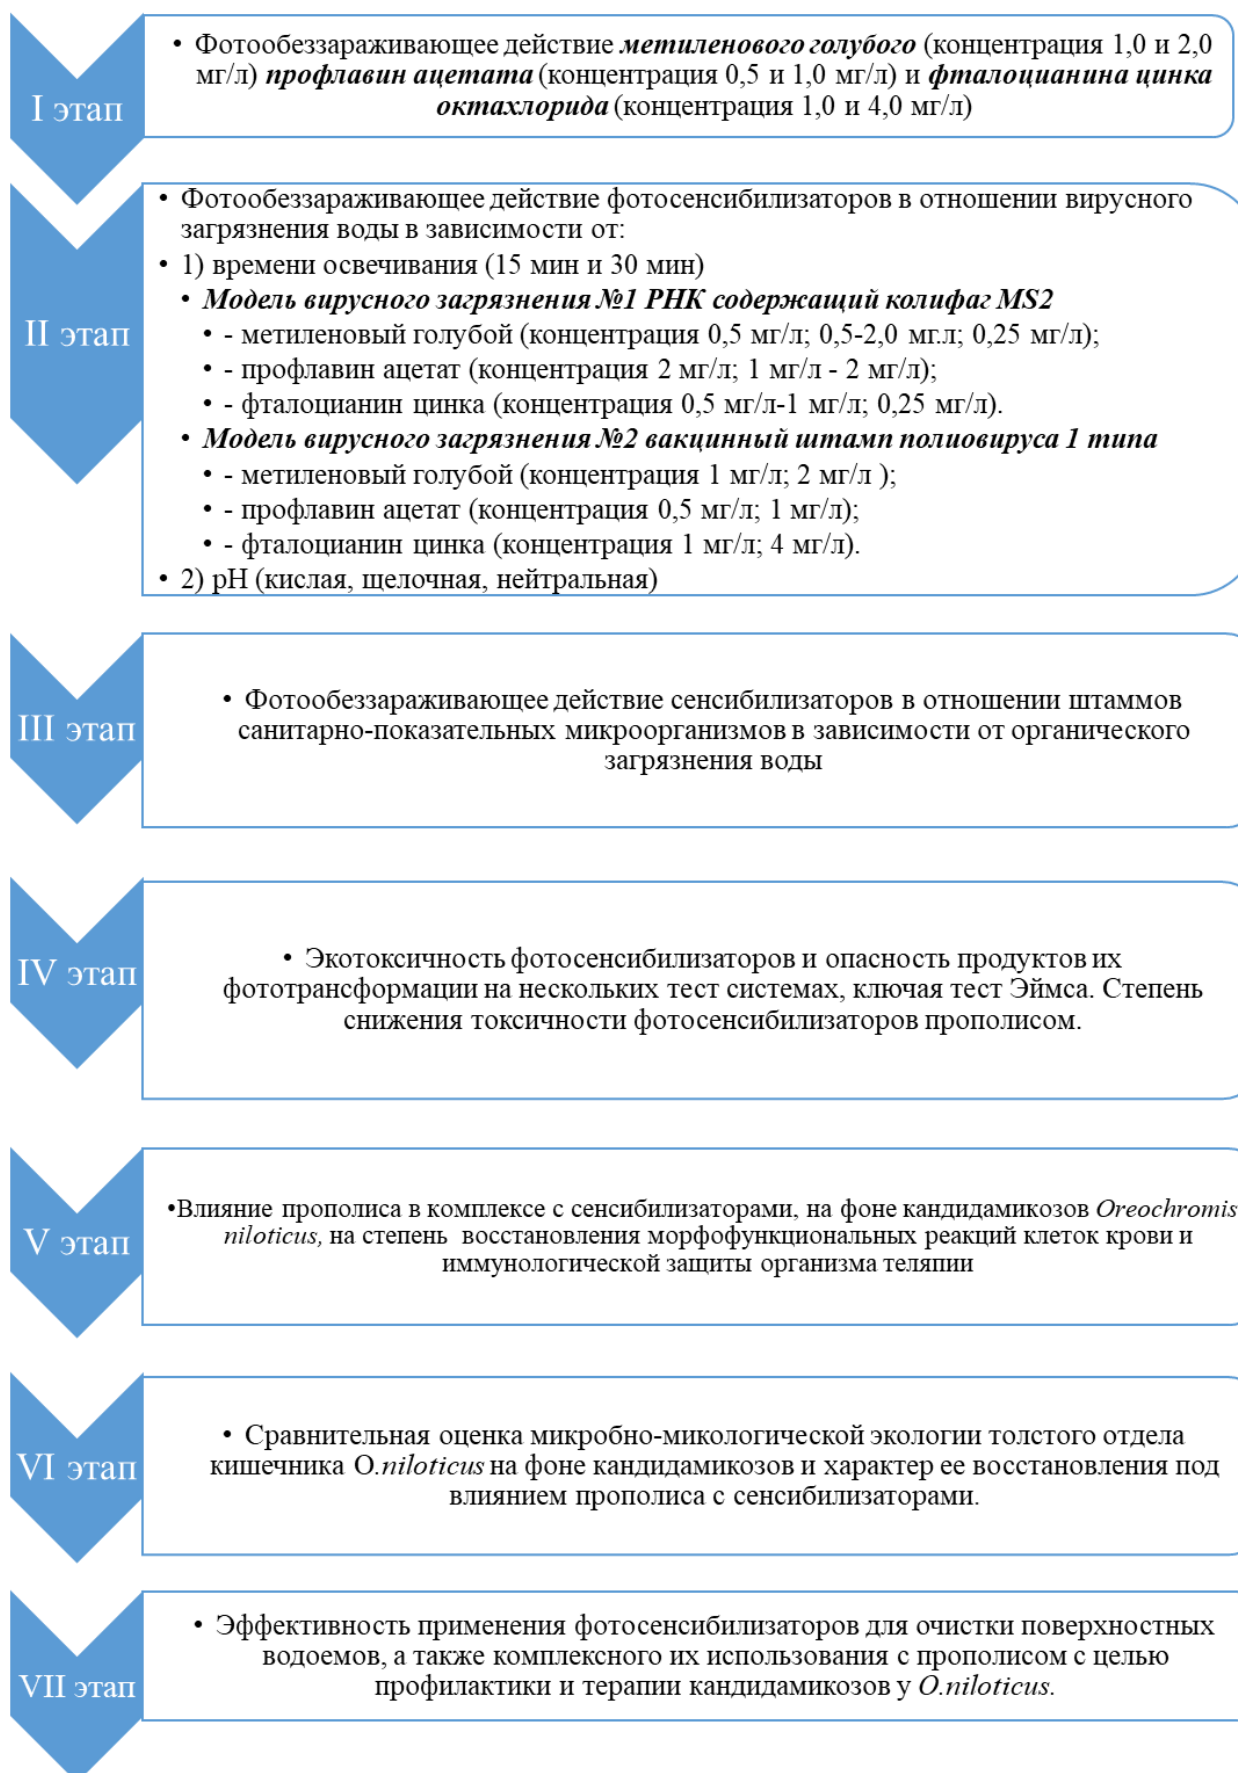 I этап
• Фотообеззараживающее действие метиленового голубого (концентрация 1,0 и 2,0
мг/л) профлавин ацетата (концентрация 0,5 и 1,0 мг/л) и фталоцианина цинка
октахлорида (концентрация 1,0 и 4,0 мг/л)
II этап
• Фотообеззараживающее действие фотосенсибилизаторов в отношении вирусного
загрязнения воды в зависимости от:
• 1) времени освечивания (15 мин и 30 мин)
• Модель вирусного загрязнения №1 РНК содержащий колифаг MS2
• - метиленовый голубой (концентрация 0,5 мг/л; 0,5-2,0 мг.л; 0,25 мг/л);
• - профлавин ацетат (концентрация 2 мг/л; 1 мг/л - 2 мг/л);
• - фталоцианин цинка (концентрация 0,5 мг/л-1 мг/л; 0,25 мг/л).
• Модель вирусного загрязнения №2 вакцинный штамп полиовируса 1 типа
• - метиленовый голубой (концентрация 1 мг/л; 2 мг/л );
• - профлавин ацетат (концентрация 0,5 мг/л; 1 мг/л);
• - фталоцианин цинка (концентрация 1 мг/л; 4 мг/л).
• 2) pH (кислая, щелочная, нейтральная)
III этап
• Фотообеззараживающее действие сенсибилизаторов в отношении штаммов
санитарно-показательных микроорганизмов в зависимости от органического
загрязнения воды
IV этап
• Экотоксичность фотосенсибилизаторов и опасность продуктов их
фототрансформации на нескольких тест системах, ключая тест Эймса. Степень
снижения токсичности фотосенсибилизаторов прополисом.
V этап
•Влияние прополиса в комплексе с сенсибилизаторами, на фоне кандидамикозов Oreochromis
niloticus, на степень восстановления морфофункциональных реакций клеток крови и
иммунологической защиты организма теляпии
VI этап
• Сравнительная оценка микробно-микологической экологии толстого отдела
кишечника O.niloticus на фоне кандидамикозов и характер ее восстановления под
влиянием прополиса с сенсибилизаторами.
VII этап
• Эффективность применения фотосенсибилизаторов для очистки поверхностных
водоемов, а также комплексного их использования с прополисом с целью
профилактики и терапии кандидамикозов у O.niloticus.